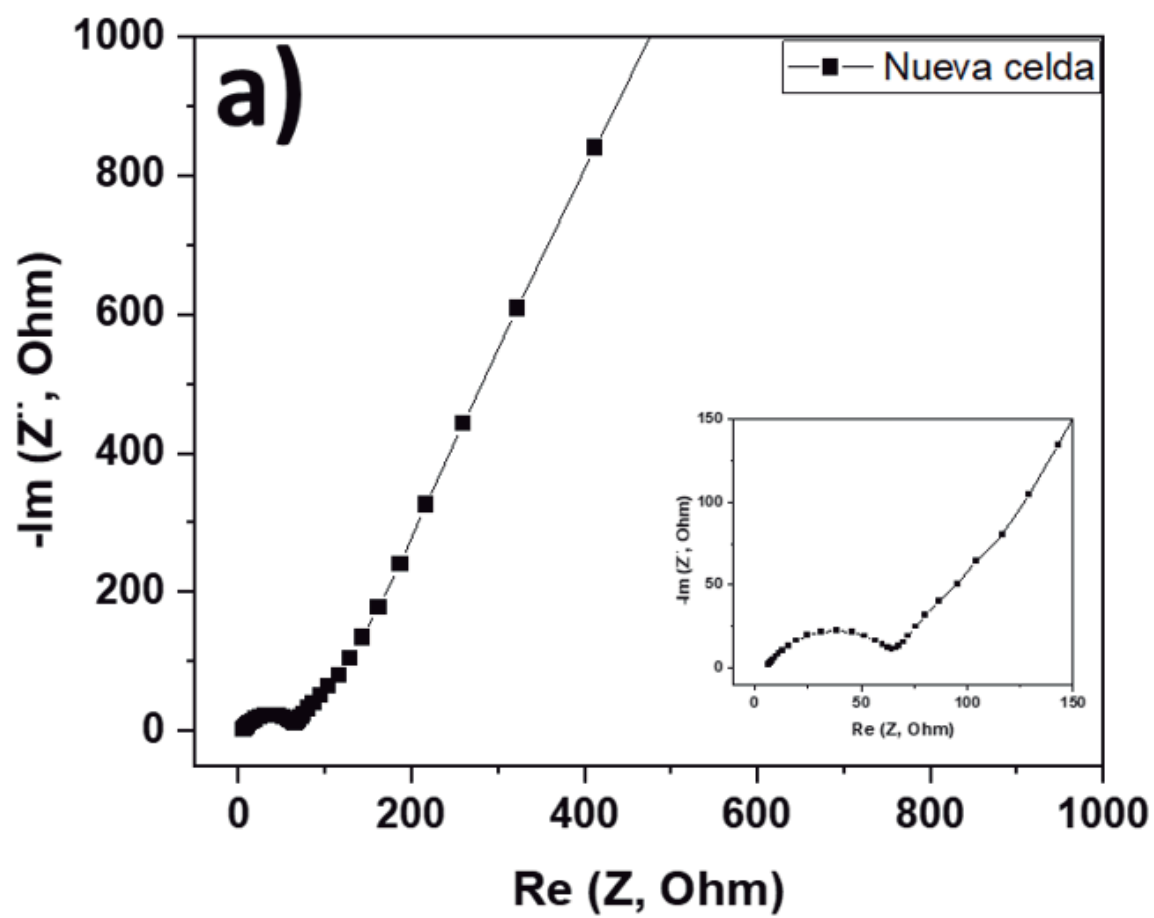 a)
Nueva celda
1000
800
600
400
200
0
-Im (Z¨, Ohm)
0 200 400 600 800 1000
Re (Z, Ohm)
150
100
50
0
-Im (Z¨, Ohm)
0 50 100 150
Re (Z, Ohm)